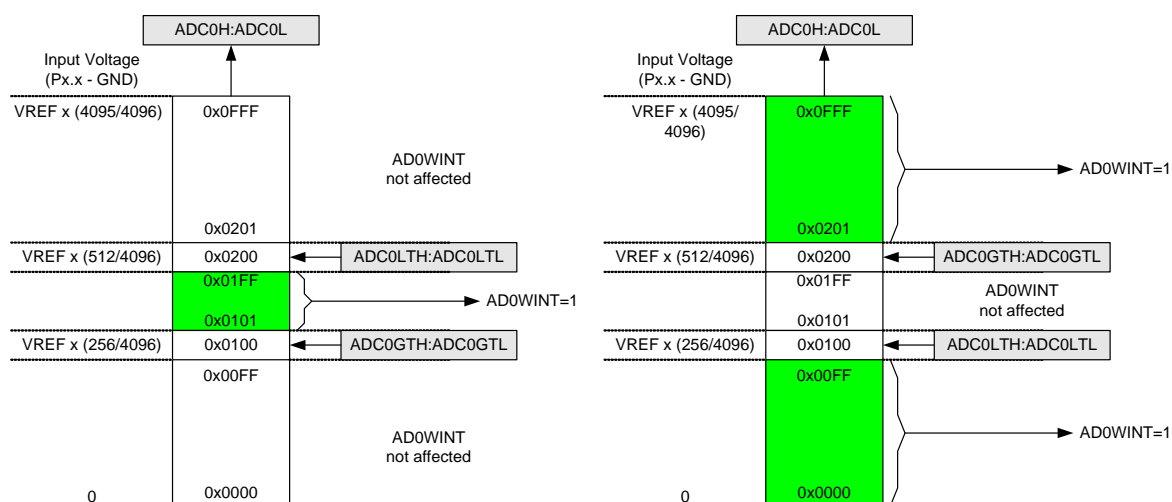 ADC0H:ADC0L
Input Voltage
(Px.x - GND)
VREF x (4095/4096)
0x0FFF
AD0WINT
not affected
0x0201
VREF x (512/4096)
0x0200
ADC0LTH:ADC0LTL
0x01FF
AD0WINT=1
0x0101
VREF x (256/4096)
0x0100
ADC0GTH:ADC0GTL
0x00FF
AD0WINT
not affected
0
0x0000
ADC0H:ADC0L
Input Voltage
(Px.x - GND)
VREF x (4095/
4096)
0x0FFF
AD0WINT=1
0x0201
VREF x (512/4096)
0x0200
ADC0GTH:ADC0GTL
0x01FF
AD0WINT
not affected
0x0101
VREF x (256/4096)
0x0100
ADC0LTH:ADC0LTL
0x00FF
AD0WINT=1
0
0x0000